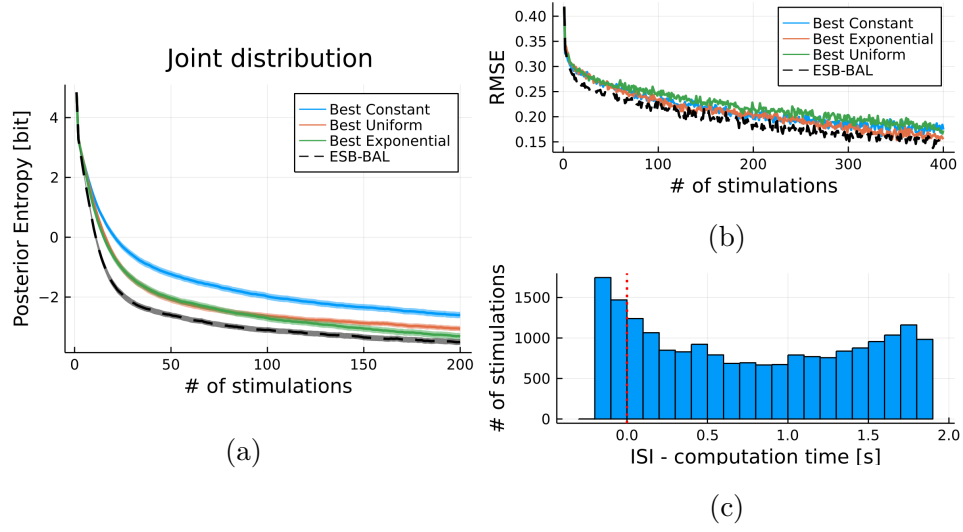 Joint distribution
Posterior Entropy [bit]
4
2
0
−2
Best Constant
Best Uniform
Best Exponential
ESB-BAL
0
50
100
150
200
# of stimulations
(a)
RMSE
0.40
0.35
0.30
0.25
0.20
0.15
Best Constant
Best Exponential
Best Uniform
ESB-BAL
0
100
200
300
400
# of stimulations
(b)
# of stimulations
1500
1000
500
0
0.0
0.5
1.0
1.5
2.0
ISI - computation time [s]
(c)